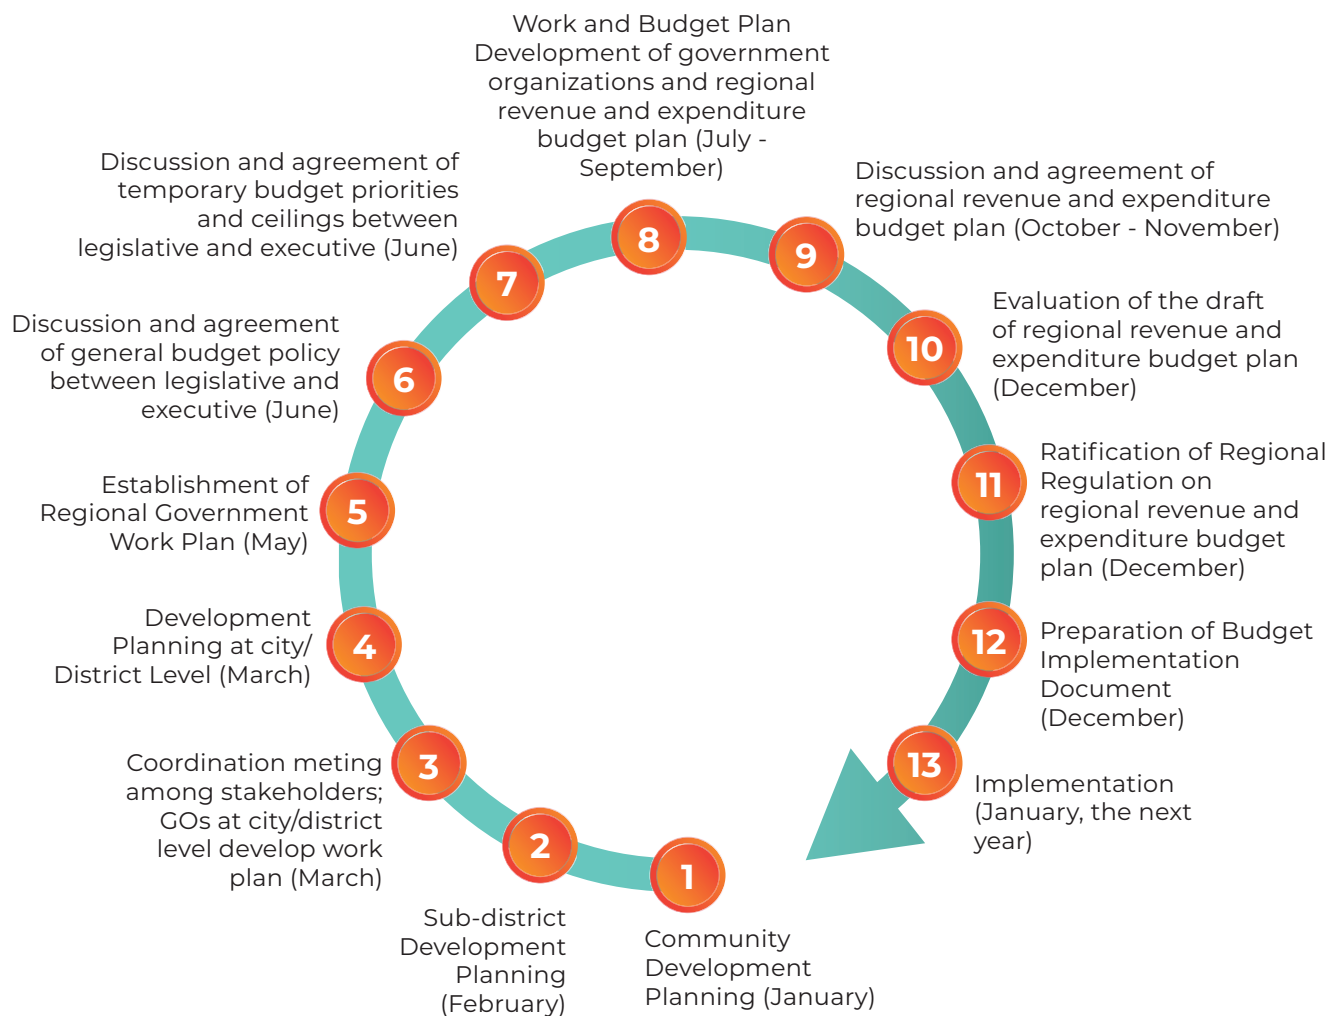 1
Community
Development
Planning (January)
2
Sub-district
Development
Planning
(February)
3
Coordination meting
among stakeholders;
GOs at city/district
level develop work
plan (March)
4
Development
Planning at city/
District Level (March)
5
Establishment of
Regional Government
Work Plan (May)
6
Discussion and agreement
of general budget policy
between legislative and
executive (June)
7
Discussion and agreement of
temporary budget priorities
and ceilings between
legislative and executive (June)
8
Work and Budget Plan
Development of government
organizations and regional
revenue and expenditure
budget plan (July -
September)
9
Discussion and agreement of
regional revenue and expenditure
budget plan (October - November)
10
Evaluation of the draft
of regional revenue and
expenditure budget plan
(December)
11
Ratification of Regional
Regulation on
regional revenue and
expenditure budget
plan (December)
12
Preparation of Budget
Implementation
Document
(December)
13
Implementation
(January, the next
year)